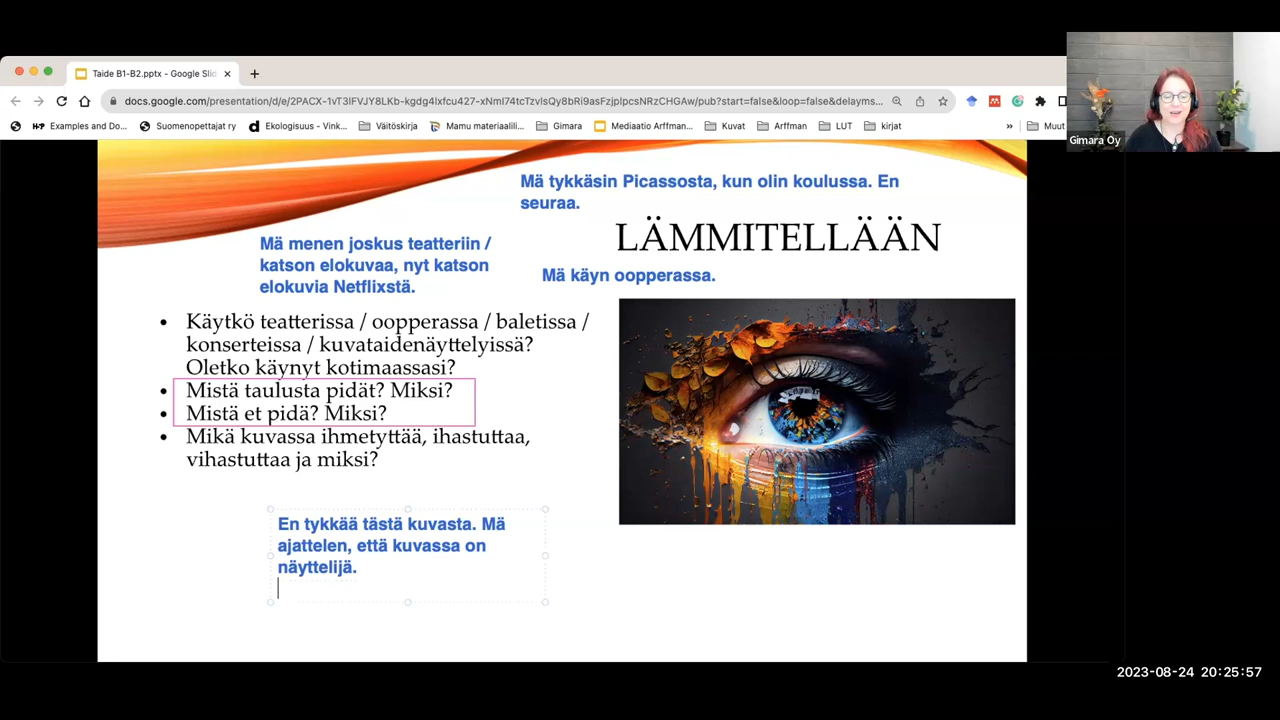 Taide B1-B2.pptx - Google Slid
docs.google.com/presentation/d/e/2PACX-1vT3lFVJY8LKb-kgdg4lxfcu427-xNml74tcTzvlsQy8bRi9asFzjplpcsNRzCHGAw/pub?start=false&loop=false&delayms...
Examples and Do...
Suomenopettajat ry
Ekologisuus - Vink...
Väitöskirja
Mamu materiaalili...
Gimara
Mediaatio Arffman...
Kuvat
Arffman
LUT
kirjat
»
Muut
Gimara Oy
Mä tykkäsin Picassosta, kun olin koulussa. En
seuraa.
LÄMMITELLÄÄN
Mä menen joskus teatteriin /
katson elokuvaa, nyt katson
elokuvia Netflixstä.
Mä käyn oopperassa.
• Käytkö teatterissa / oopperassa / baletissa /
konserteissa / kuvataidenäyttelyissä?
Oletko käynyt kotimaassasi?
• Mistä taulusta pidät? Miksi?
• Mistä et pidä? Miksi?
• Mikä kuvassa ihmetyttää, ihastuttaa,
vihastuttaa ja miksi?
En tykkää tästä kuvasta. Mä
ajattelen, että kuvassa on
näyttelijä.
2023-08-24 20:25:57